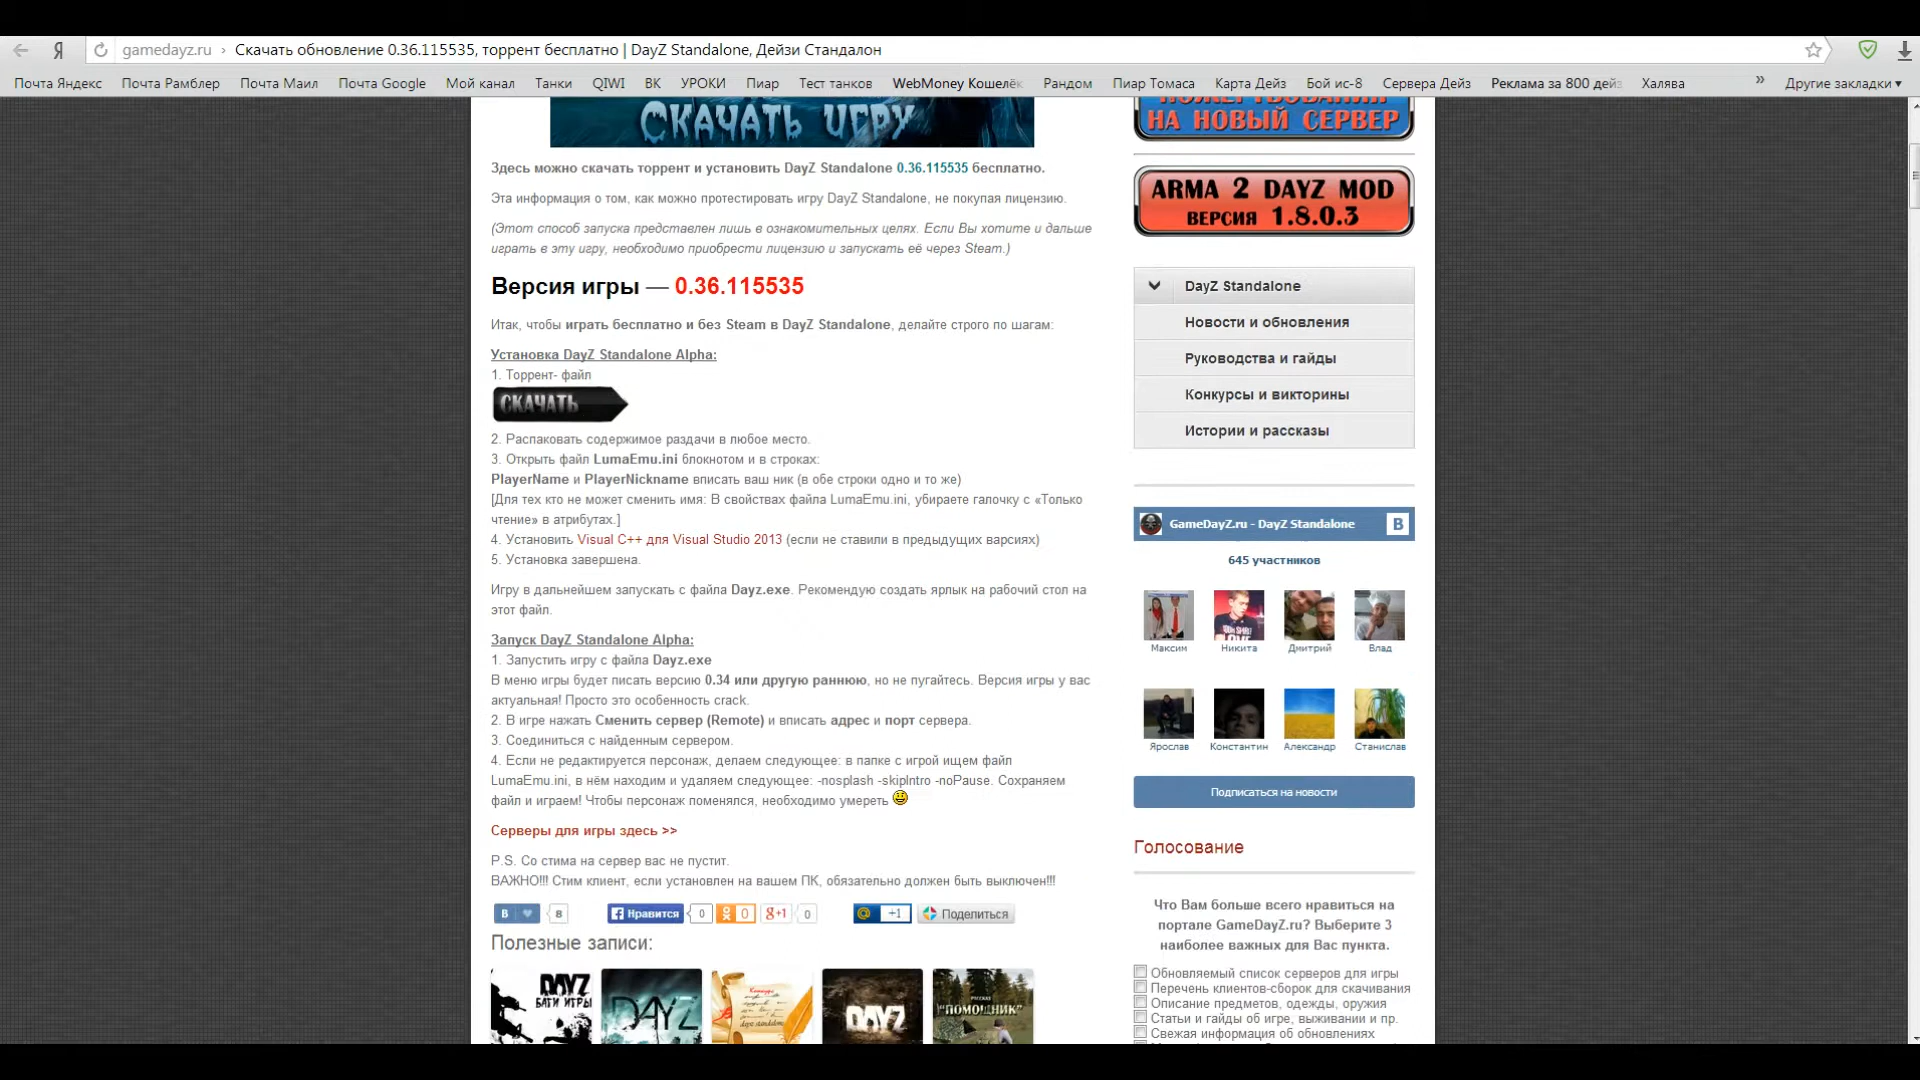 Я
gamedayz.ru › Скачать обновление 0.36.115535, торрент бесплатно | DayZ Standalone, Дейзи Стандалон
Почта Яндекс Почта Рамблер Почта Маил Почта Google Мой канал Танки QIWI ВК УРОКИ Пиар Тест танков WebMoney Кошелёк Рандом Пиар Томаса Карта Дейз Бой ис-8 Сервера Дейз Реклама за 800 дейз Халява » Другие закладки ▾
СКАЧАТЬ ИГРУ
Здесь можно скачать торрент и установить DayZ Standalone 0.36.115535 бесплатно.
Эта информация о том, как можно протестировать игру DayZ Standalone, не покупая лицензию.
(Этот способ запуска представлен лишь в ознакомительных целях. Если Вы хотите и дальше
играть в эту игру, необходимо приобрести лицензию и запускать её через Steam.)
Версия игры — 0.36.115535
Итак, чтобы играть бесплатно и без Steam в DayZ Standalone, делайте строго по шагам:
Установка DayZ Standalone Alpha:
1. Торрент- файл
СКАЧАТЬ
2. Распаковать содержимое раздачи в любое место.
3. Открыть файл LumaEmu.ini блокнотом и в строках:
PlayerName и PlayerNickname вписать ваш ник (в обе строки одно и то же)
[Для тех кто не может сменить имя: В свойствах файла LumaEmu.ini, убираете галочку с «Только
чтение» в атрибутах.]
4. Установить Visual C++ для Visual Studio 2013 (если не ставили в предыдущих варсиях)
5. Установка завершена.
Игру в дальнейшем запускать с файла Dayz.exe. Рекомендую создать ярлык на рабочий стол на
этот файл.
Запуск DayZ Standalone Alpha:
1. Запустить игру с файла Dayz.exe
В меню игры будет писать версию 0.34 или другую раннюю, но не пугайтесь. Версия игры у вас
актуальная! Просто это особенность crack.
2. В игре нажать Сменить сервер (Remote) и вписать адрес и порт сервера.
3. Соединиться с найденным сервером.
4. Если не редактируется персонаж, делаем следующее: в папке с игрой ищем файл
LumaEmu.ini, в нём находим и удаляем следующее: -nosplash -skipIntro -noPause. Сохраняем
файл и играем! Чтобы персонаж поменялся, необходимо умереть
Серверы для игры здесь >>
P.S. Со стима на сервер вас не пустит.
ВАЖНО!!! Стим клиент, если установлен на вашем ПК, обязательно должен быть выключен!!!
В 8 Нравится 0 0 g+1 0 @ +1 Поделиться
Полезные записи:
DAYZ
БАГИ ИГРЫ
DAYZ
Конкурс
DAYZ
"ПОМОЩНИК"
ПОЖЕРТВОВАНИЯ
НА НОВЫЙ СЕРВЕР
ARMA 2 DAYZ MOD
ВЕРСИЯ 1.8.0.3
DayZ Standalone
Новости и обновления
Руководства и гайды
Конкурсы и викторины
Истории и рассказы
GameDayZ.ru - DayZ Standalone В
645 участников
Максим Никита Дмитрий Влад
Ярослав Константин Александр Станислав
Подписаться на новости
Голосование
Что Вам больше всего нравиться на
портале GameDayZ.ru? Выберите 3
наиболее важных для Вас пункта.
Обновляемый список серверов для игры
Перечень клиентов-сборок для скачивания
Описание предметов, одежды, оружия
Статьи и гайды об игре, выживании и пр.
Свежая информация об обновлениях